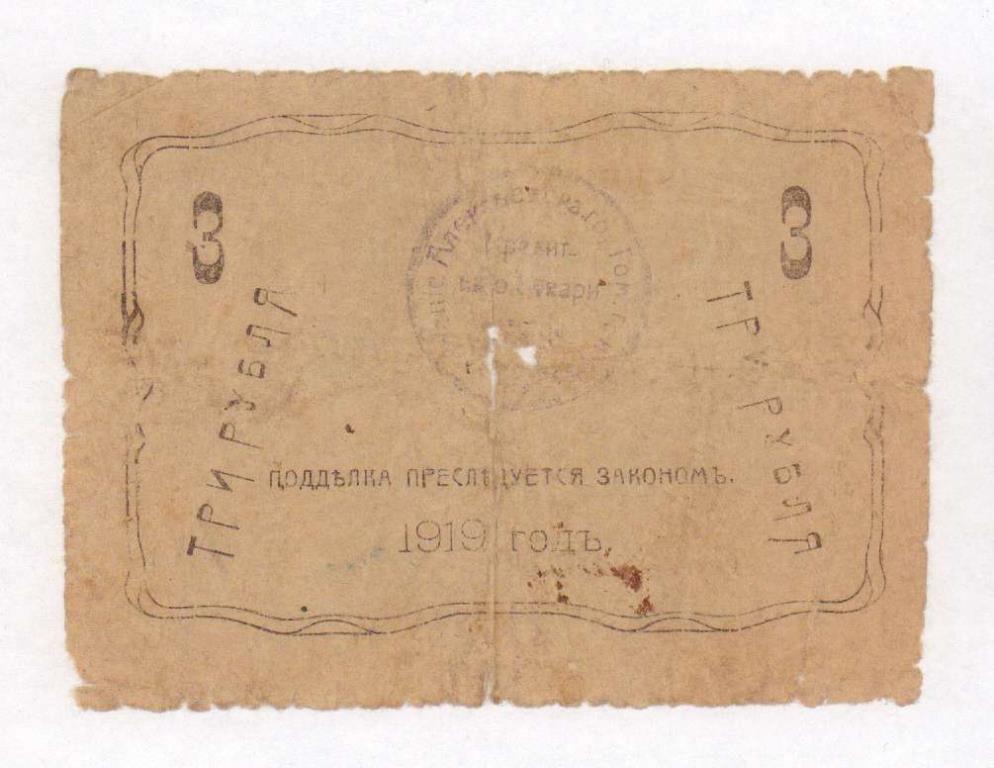 3
3
ТРИ РУБЛЯ
ТРИ РУБЛЯ
ПОДДѢЛКА ПРЕСЛѢДУЕТСЯ ЗАКОНОМЪ.
1919 годъ,